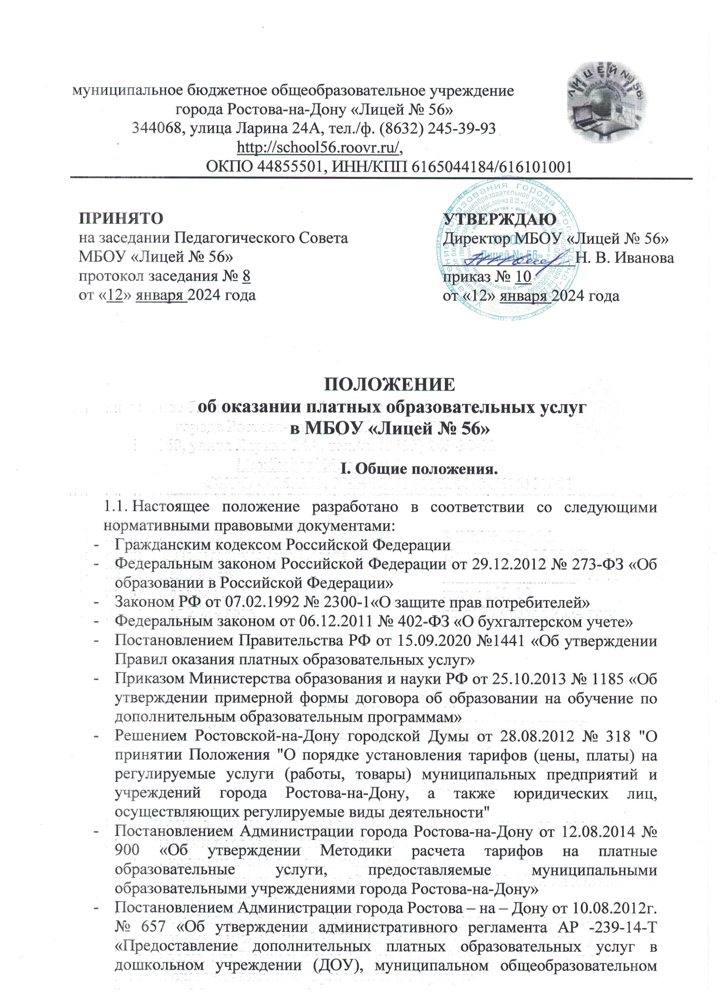 ЛИЦЕЙ № 56
муниципальное бюджетное общеобразовательное учреждение
города Ростова-на-Дону «Лицей № 56»
344068, улица Ларина 24А, тел./ф. (8632) 245-39-93
http://school56.roovr.ru/,
ОКПО 44855501, ИНН/КПП 6165044184/616101001
ПРИНЯТО
на заседании Педагогического Совета
МБОУ «Лицей № 56»
протокол заседания № 8
от «12» января 2024 года
УТВЕРЖДАЮ
Директор МБОУ «Лицей № 56»
Н. В. Иванова
приказ № 10
от «12» января 2024 года
МБОУ
«Лицей № 56»
ПОЛОЖЕНИЕ
об оказании платных образовательных услуг
в МБОУ «Лицей № 56»
I. Общие положения.
1.1. Настоящее положение разработано в соответствии со следующими
нормативными правовыми документами:
- Гражданским кодексом Российской Федерации
- Федеральным законом Российской Федерации от 29.12.2012 № 273-ФЗ «Об
образовании в Российской Федерации»
- Законом РФ от 07.02.1992 № 2300-1«О защите прав потребителей»
- Федеральным законом от 06.12.2011 № 402-ФЗ «О бухгалтерском учете»
- Постановлением Правительства РФ от 15.09.2020 №1441 «Об утверждении
Правил оказания платных образовательных услуг»
- Приказом Министерства образования и науки РФ от 25.10.2013 № 1185 «Об
утверждении примерной формы договора об образовании на обучение по
дополнительным образовательным программам»
- Решением Ростовской-на-Дону городской Думы от 28.08.2012 № 318 "О
принятии Положения "О порядке установления тарифов (цены, платы) на
регулируемые услуги (работы, товары) муниципальных предприятий и
учреждений города Ростова-на-Дону, а также юридических лиц,
осуществляющих регулируемые виды деятельности"
- Постановлением Администрации города Ростова-на-Дону от 12.08.2014 №
900 «Об утверждении Методики расчета тарифов на платные
образовательные услуги, предоставляемые муниципальными
образовательными учреждениями города Ростова-на-Дону»
- Постановлением Администрации города Ростова – на – Дону от 10.08.2012г.
№ 657 «Об утверждении административного регламента АР -239-14-Т
«Предоставление дополнительных платных образовательных услуг в
дошкольном учреждении (ДОУ), муниципальном общеобразовательном